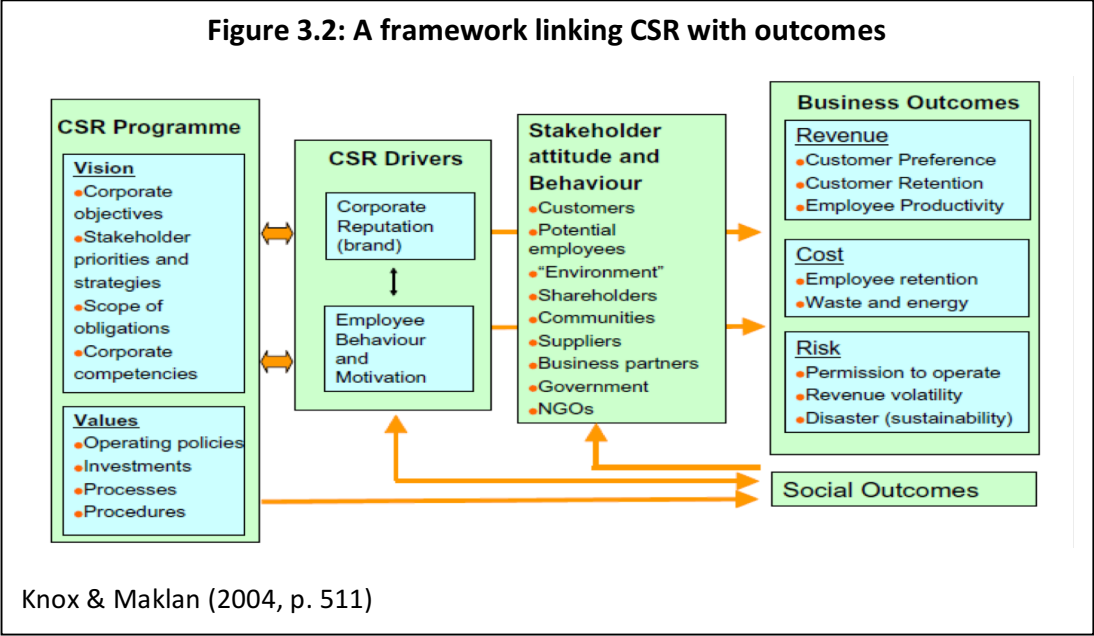 Figure 3.2: A framework linking CSR with outcomes
CSR Programme
Vision
•Corporate
objectives
•Stakeholder
priorities and
strategies
•Scope of
obligations
•Corporate
competencies
Values
•Operating policies
•Investments
•Processes
•Procedures
CSR Drivers
Corporate
Reputation
(brand)
Employee
Behaviour
and
Motivation
Stakeholder
attitude and
Behaviour
•Customers
•Potential
employees
•“Environment”
•Shareholders
•Communities
•Suppliers
•Business partners
•Government
•NGOs
Business Outcomes
Revenue
•Customer Preference
•Customer Retention
•Employee Productivity
Cost
•Employee retention
•Waste and energy
Risk
•Permission to operate
•Revenue volatility
•Disaster (sustainability)
Social Outcomes
Knox & Maklan (2004, p. 511)